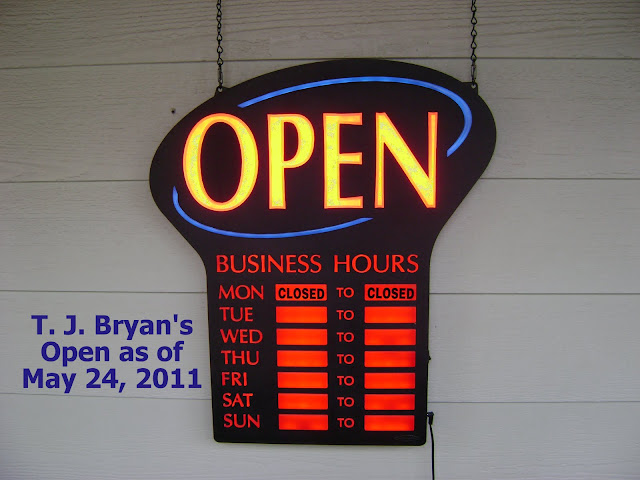 OPEN
BUSINESS HOURS
MON CLOSED TO CLOSED
TUE TO
WED TO
THU TO
FRI TO
SAT TO
SUN TO
T. J. Bryan's
Open as of
May 24, 2011